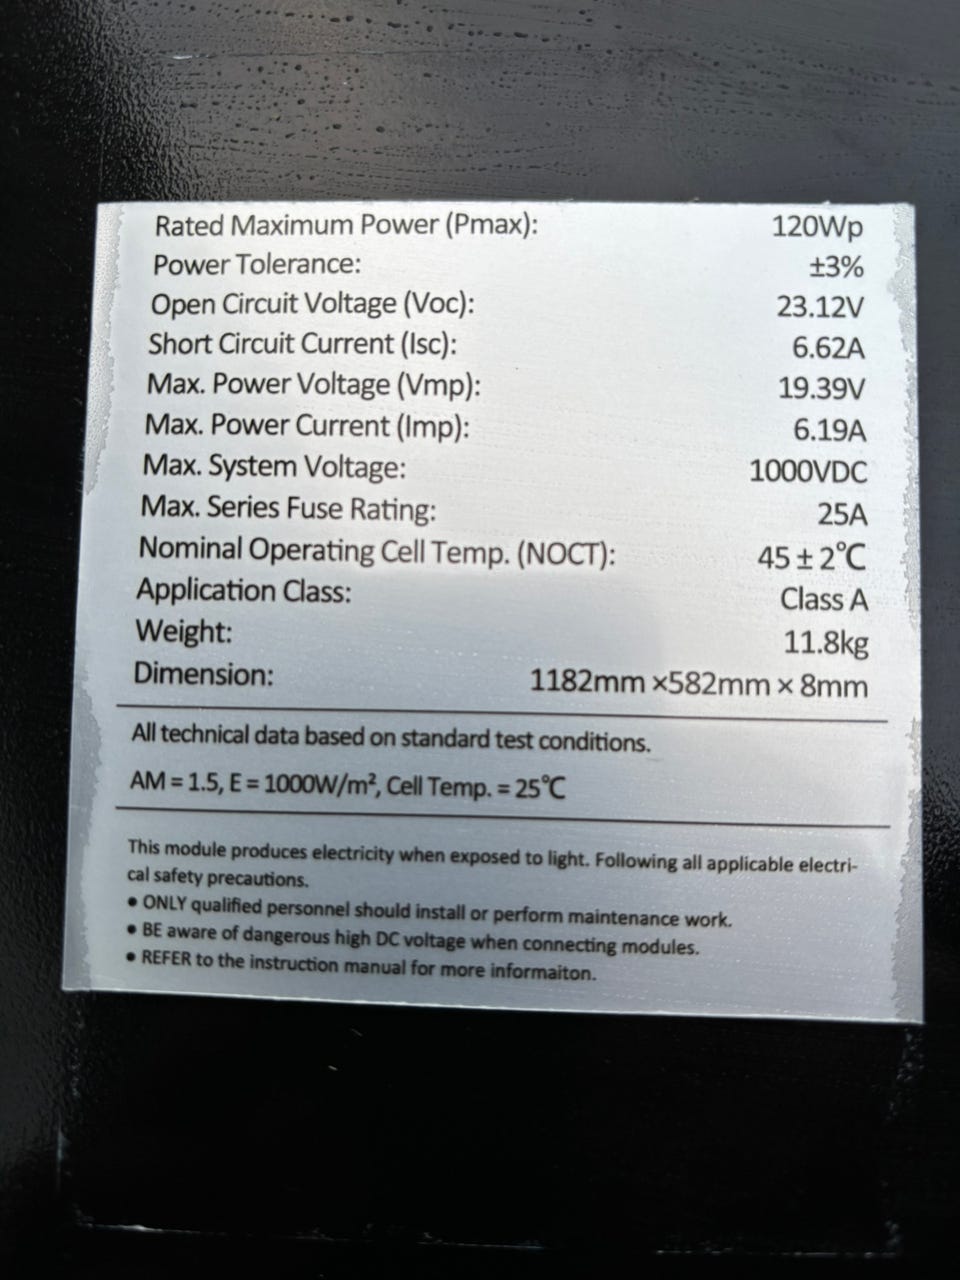 Rated Maximum Power (Pmax): 120Wp
Power Tolerance: ±3%
Open Circuit Voltage (Voc): 23.12V
Short Circuit Current (Isc): 6.62A
Max. Power Voltage (Vmp): 19.39V
Max. Power Current (Imp): 6.19A
Max. System Voltage: 1000VDC
Max. Series Fuse Rating: 25A
Nominal Operating Cell Temp. (NOCT): 45 ± 2℃
Application Class: Class A
Weight: 11.8kg
Dimension: 1182mm ×582mm × 8mm
All technical data based on standard test conditions.
AM = 1.5, E = 1000W/m², Cell Temp. = 25℃
This module produces electricity when exposed to light. Following all applicable electri-
cal safety precautions.
• ONLY qualified personnel should install or perform maintenance work.
• BE aware of dangerous high DC voltage when connecting modules.
• REFER to the instruction manual for more informaiton.